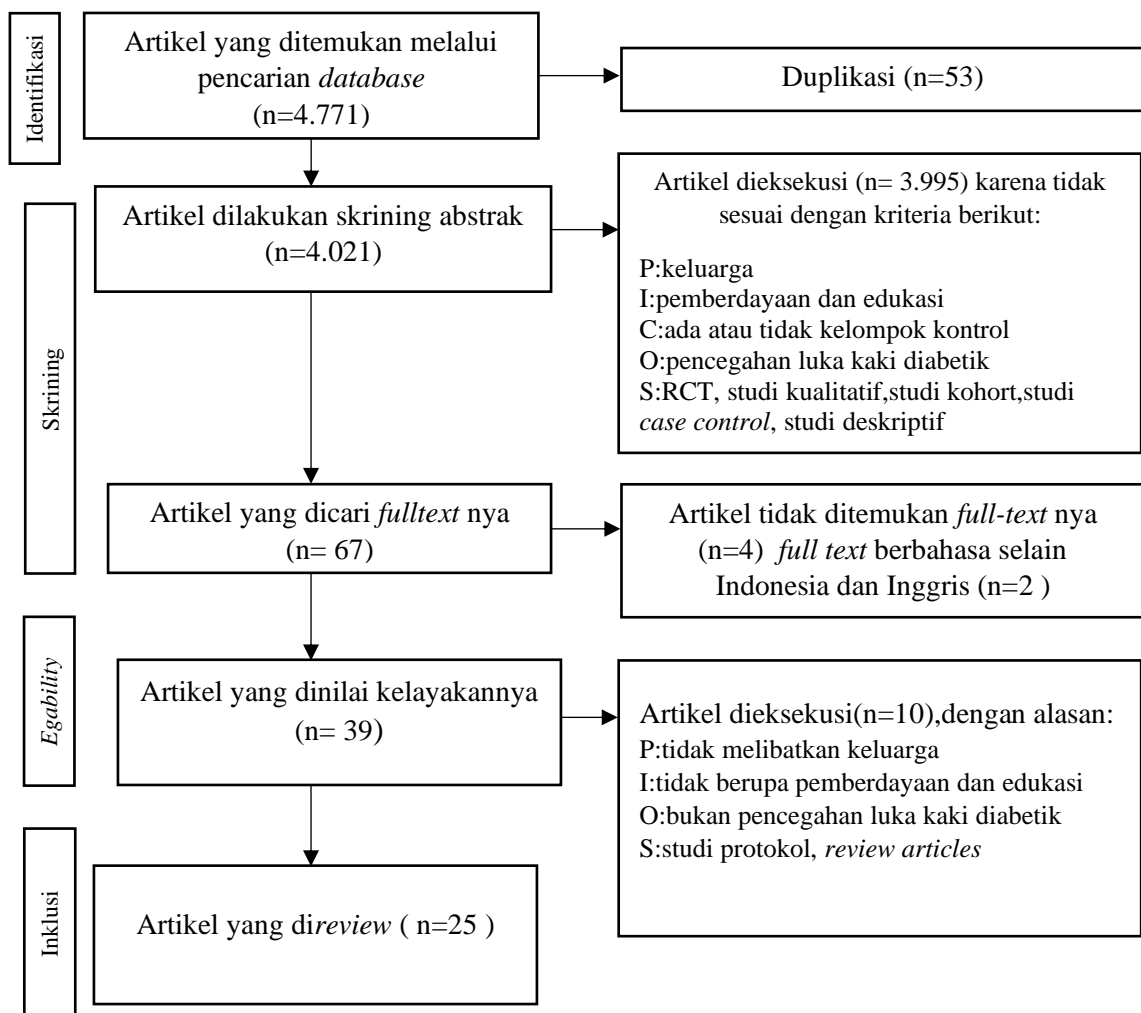 Identifikasi
Artikel yang ditemukan melalui
pencarian database
(n=4.771)
Duplikasi (n=53)
Skrining
Artikel dilakukan skrining abstrak
(n=4.021)
Artikel dieksekusi (n= 3.995) karena tidak
sesuai dengan kriteria berikut:
P:keluarga
I:pemberdayaan dan edukasi
C:ada atau tidak kelompok kontrol
O:pencegahan luka kaki diabetik
S:RCT, studi kualitatif,studi kohort,studi
case control, studi deskriptif
Artikel yang dicari fulltext nya
(n= 67)
Artikel tidak ditemukan full-text nya
(n=4) full text berbahasa selain
Indonesia dan Inggris (n=2 )
Egability
Artikel yang dinilai kelayakannya
(n= 39)
Artikel dieksekusi(n=10),dengan alasan:
P:tidak melibatkan keluarga
I:tidak berupa pemberdayaan dan edukasi
O:bukan pencegahan luka kaki diabetik
S:studi protokol, review articles
Inklusi
Artikel yang direview ( n=25 )